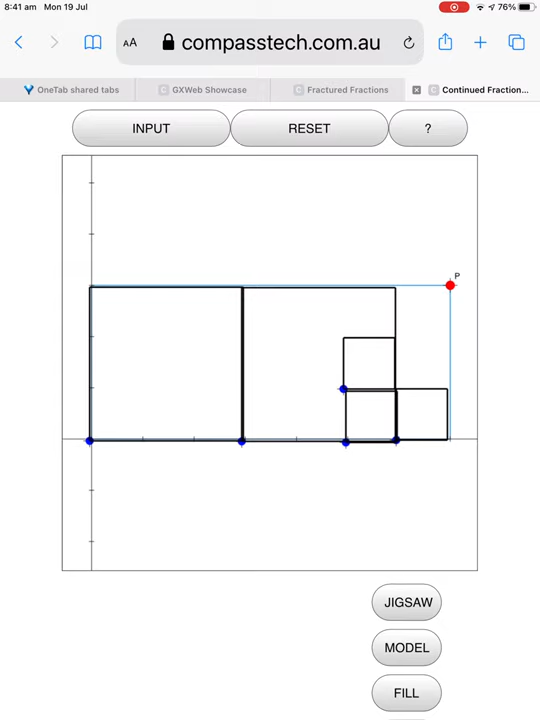 8:41 am Mon 19 Jul 76%
AA compasstech.com.au
OneTab shared tabs
GXWeb Showcase
Fractured Fractions
Continued Fraction...
INPUT
RESET
?
P
JIGSAW
MODEL
FILL